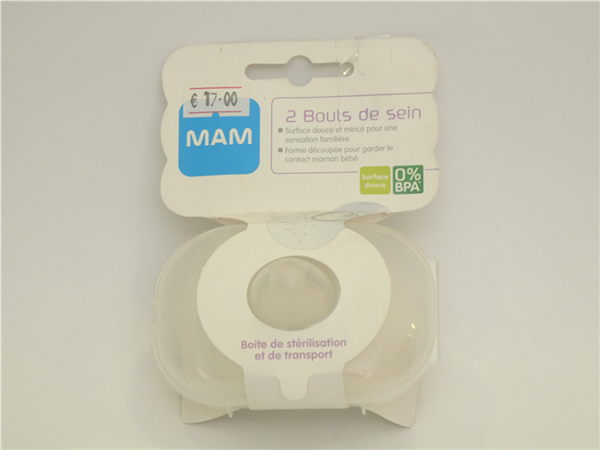 € 17.00
MAM
2 Bouts de sein
Surface douce et mince pour une
sensation familière
Forme découpée pour garder le
contact maman bébé
Surface
douce
0%
BPA*
Boite de stérilisation
et de transport